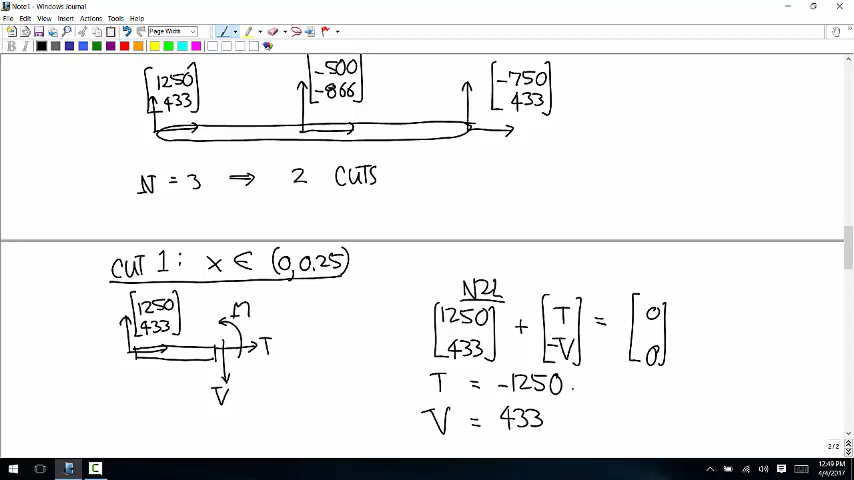 Note1 - Windows Journal
File Edit View Insert Actions Tools Help
Page Width
B I
[1250 433] [-500 -866] [-750 433]
N = 3 ⇒ 2 CUTS
CUT 1: x ∈ (0, 0.25)
[1250 433] M T V
N2L
[1250 433] + [T -V] = [0 0]
T = -1250.
V = 433
2/2
12:49 PM
4/4/2017